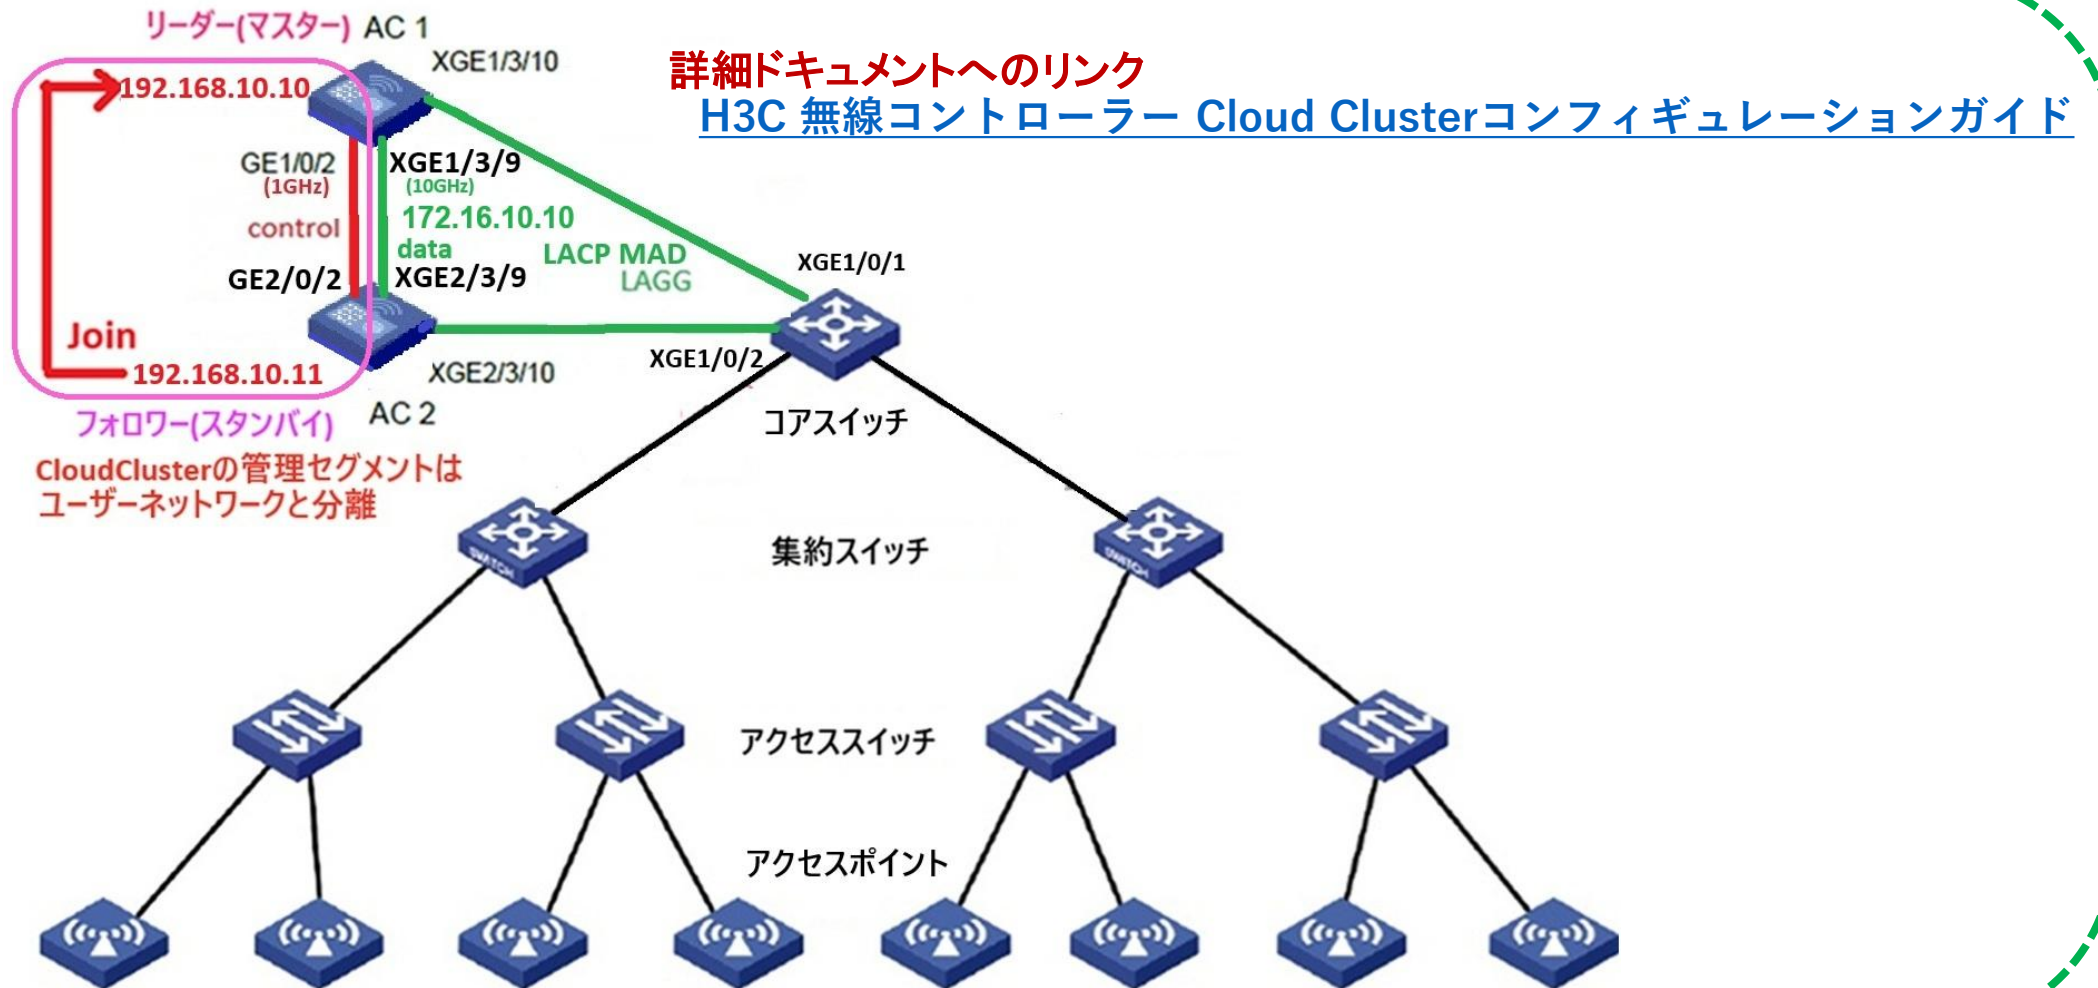 リーダー(マスター) AC 1
XGE1/3/10
詳細ドキュメントへのリンク
192.168.10.10
H3C 無線コントローラー Cloud Clusterコンフィギュレーションガイド
GE1/0/2
XGE1/3/9
(1GHz)
(10GHz)
172.16.10.10
control
data
LACP MAD
XGE1/0/1
GE2/0/2
XGE2/3/9
LAGG
Join
XGE1/0/2
192.168.10.11
XGE2/3/10
フォロワー(スタンバイ)
AC 2
コアスイッチ
CloudClusterの管理セグメントは
ユーザーネットワークと分離
集約スイッチ
SWITCH
SWITCH
アクセススイッチ
アクセスポイント